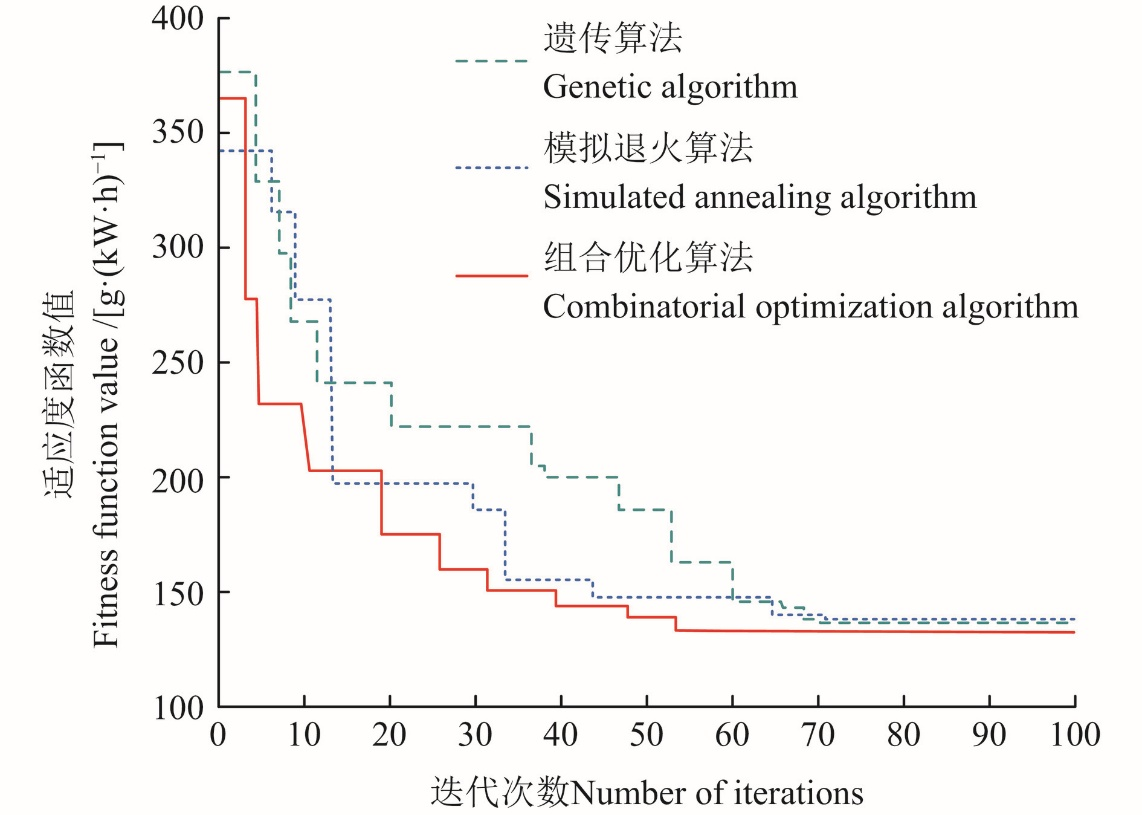 400
350
300
250
200
150
100
适应度函数值
Fitness function value /[g·(kW·h)⁻¹]
遗传算法
Genetic algorithm
模拟退火算法
Simulated annealing algorithm
组合优化算法
Combinatorial optimization algorithm
0 10 20 30 40 50 60 70 80 90 100
迭代次数Number of iterations